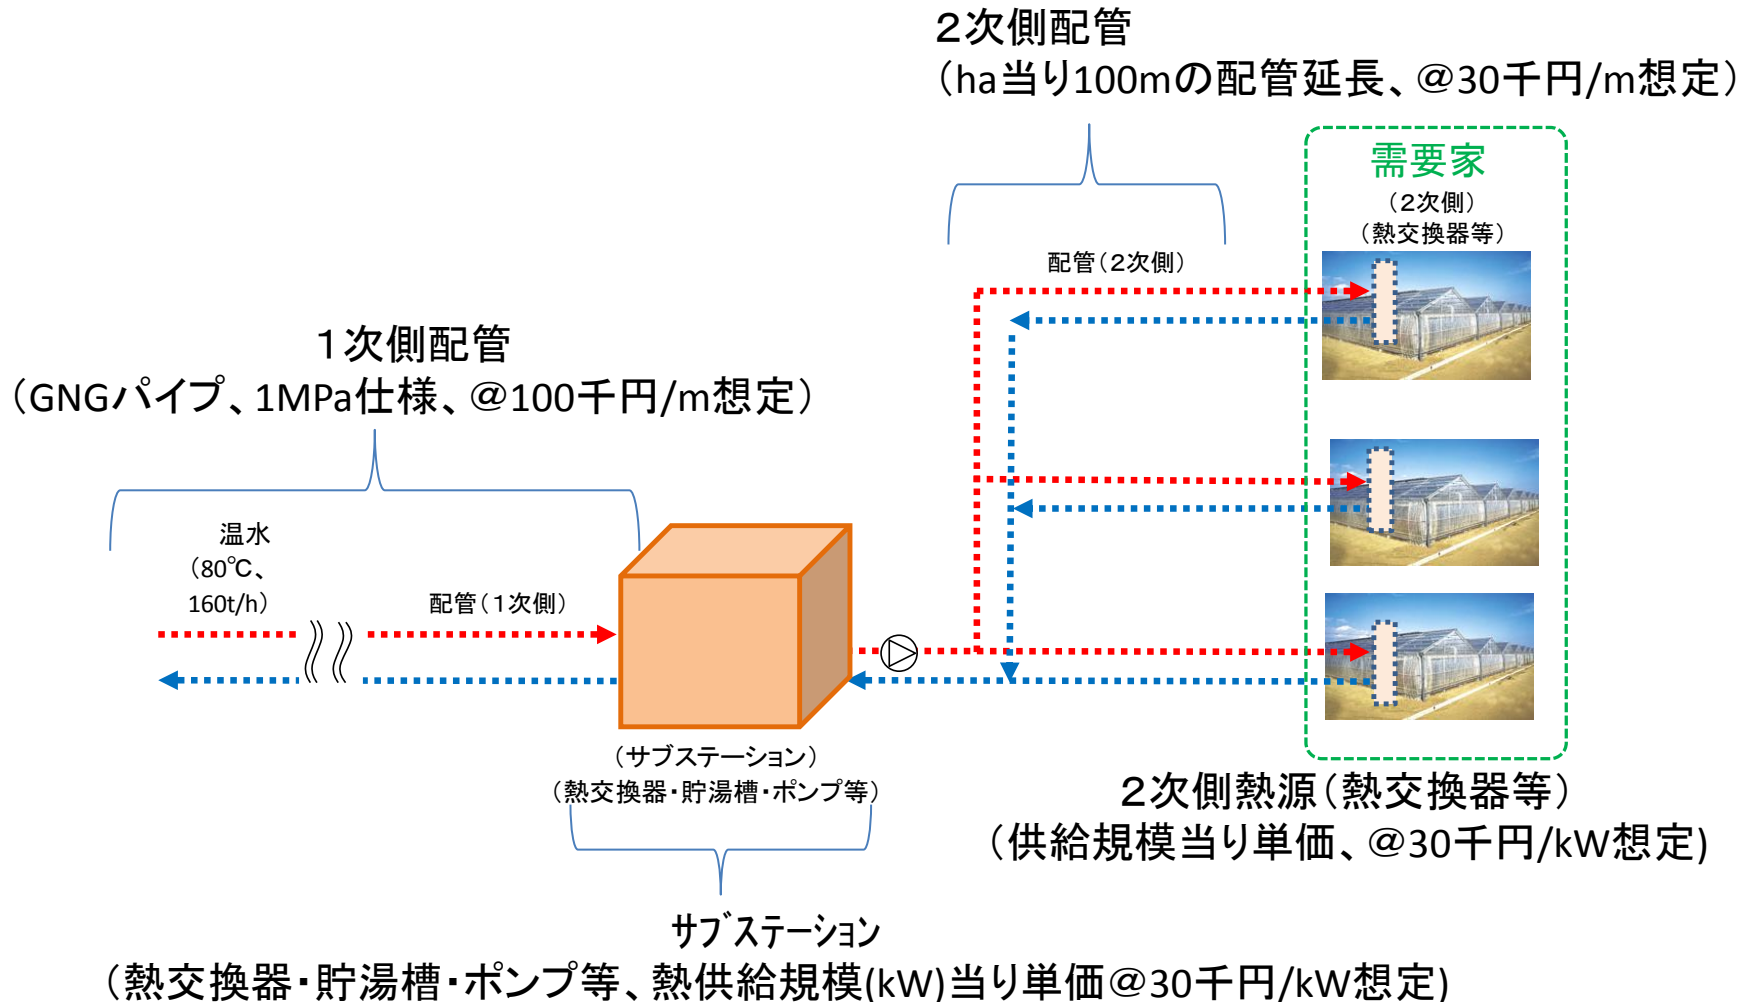 ２次側配管
（ha当り100mの配管延長、＠30千円/m想定）
需要家
（２次側）
（熱交換器等）
配管（２次側）
１次側配管
（GNGパイプ、1MPa仕様、＠100千円/m想定）
温水
（80℃、
160t/h）
配管（１次側）
（サブステーション）
（熱交換器・貯湯槽・ポンプ等）
２次側熱源（熱交換器等）
（供給規模当り単価、＠30千円/kW想定)
サブステーション
（熱交換器・貯湯槽・ポンプ等、熱供給規模(kW)当り単価＠30千円/kW想定)